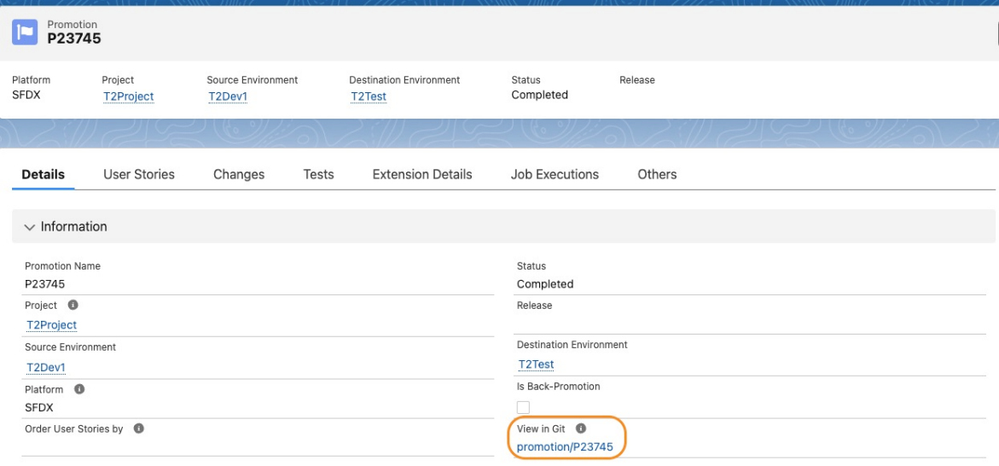 Promotion
P23745
Platform Project Source Environment Destination Environment Status Release
SFDX T2Project T2Dev1 T2Test Completed
Details User Stories Changes Tests Extension Details Job Executions Others
Information
Promotion Name Status
P23745 Completed
Project Release
T2Project
Source Environment Destination Environment
T2Dev1 T2Test
Platform Is Back-Promotion
SFDX
Order User Stories by View in Git
promotion/P23745